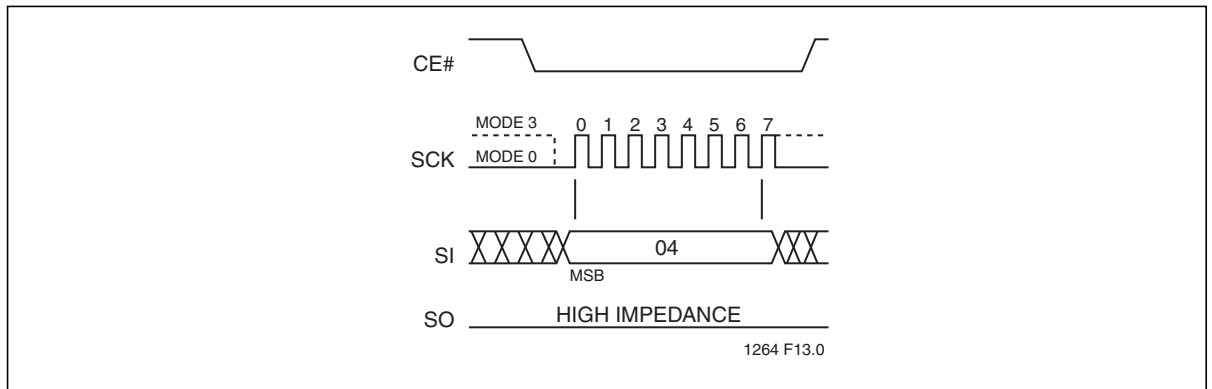 CE#
MODE 3
0 1 2 3 4 5 6 7
SCK
MODE 0
SI
04
MSB
SO
HIGH IMPEDANCE
1264 F13.0